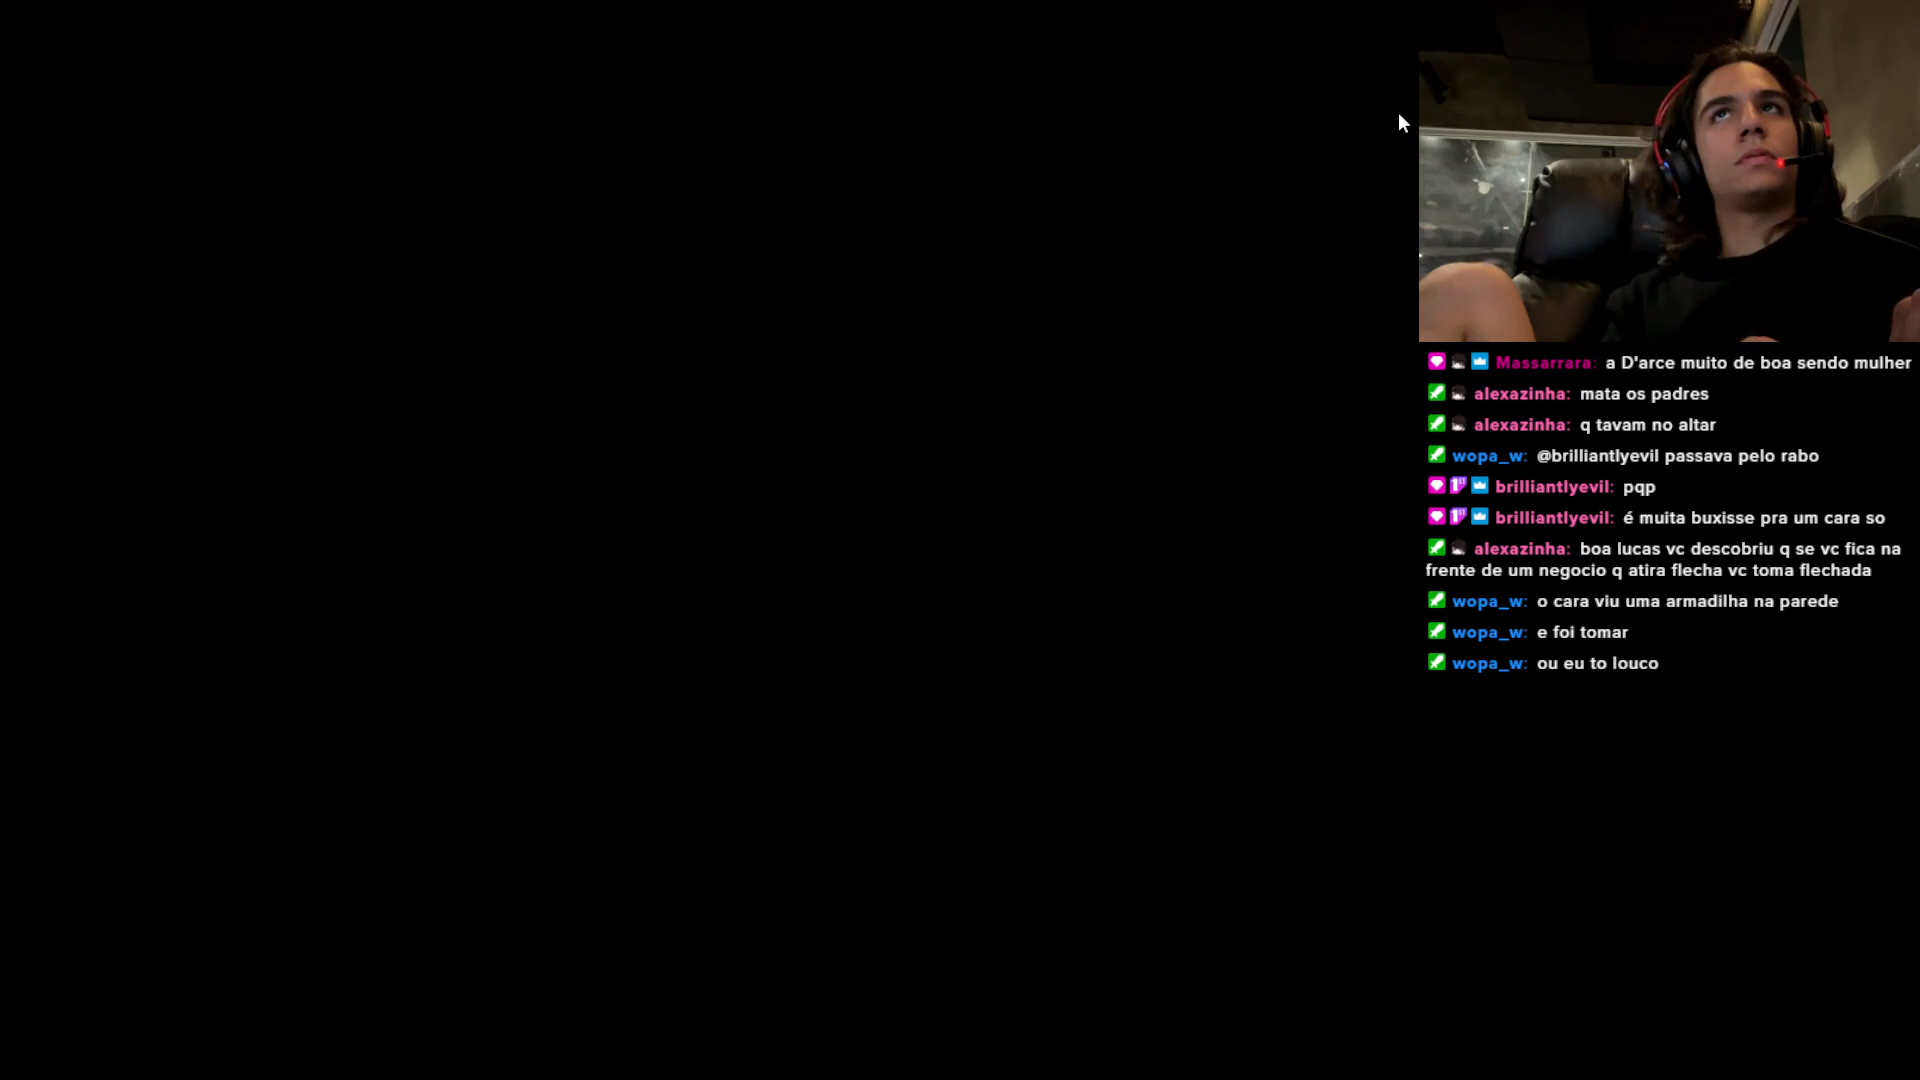 Massarrara: a D'arce muito de boa sendo mulher
alexazinha: mata os padres
alexazinha: q tavam no altar
wopa_w: @brilliantlyevil passava pelo rabo
brilliantlyevil: pqp
brilliantlyevil: é muita buxisse pra um cara so
alexazinha: boa lucas vc descobriu q se vc fica na
frente de um negocio q atira flecha vc toma flechada
wopa_w: o cara viu uma armadilha na parede
wopa_w: e foi tomar
wopa_w: ou eu to louco